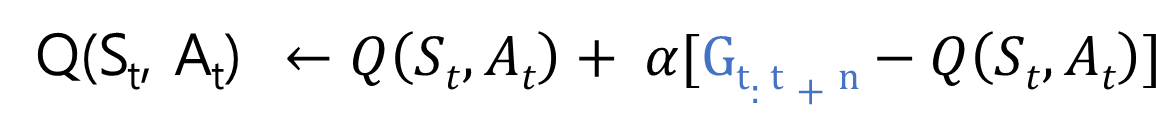 Q(Sₜ, Aₜ) ← Q(Sₜ, Aₜ) + α[Gₜ:ₜ₊ₙ − Q(Sₜ, Aₜ)]